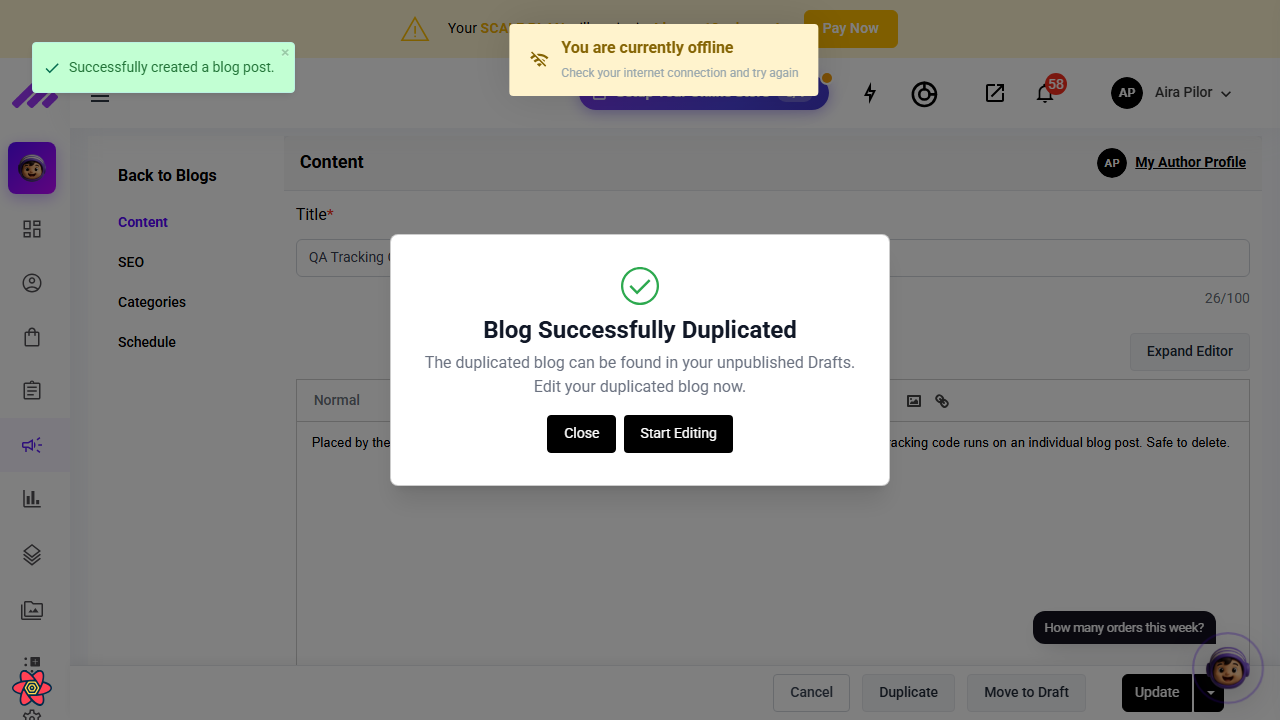 Your
Pay Now
You are currently offline
Check your internet connection and try again
Successfully created a blog post.
×
58
AP
Aira Pilor
Back to Blogs
Content
AP
My Author Profile
Content
SEO
Categories
Schedule
Title*
QA Tracking
26/100
Expand Editor
Normal
Placed by the
acking code runs on an individual blog post. Safe to delete.
Blog Successfully Duplicated
The duplicated blog can be found in your unpublished Drafts.
Edit your duplicated blog now.
Close
Start Editing
How many orders this week?
Cancel
Duplicate
Move to Draft
Update